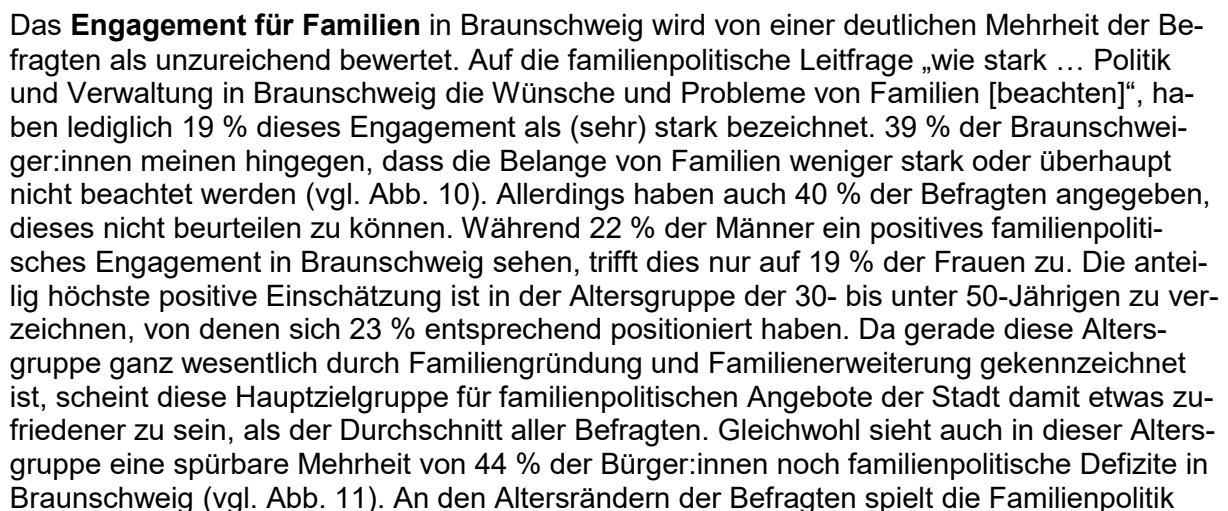 Das Engagement für Familien in Braunschweig wird von einer deutlichen Mehrheit der Be-
fragten als unzureichend bewertet. Auf die familienpolitische Leitfrage „wie stark … Politik
und Verwaltung in Braunschweig die Wünsche und Probleme von Familien [beachten]“, ha-
ben lediglich 19 % dieses Engagement als (sehr) stark bezeichnet. 39 % der Braunschwei-
ger:innen meinen hingegen, dass die Belange von Familien weniger stark oder überhaupt
nicht beachtet werden (vgl. Abb. 10). Allerdings haben auch 40 % der Befragten angegeben,
dieses nicht beurteilen zu können. Während 22 % der Männer ein positives familienpoliti-
sches Engagement in Braunschweig sehen, trifft dies nur auf 19 % der Frauen zu. Die antei-
lig höchste positive Einschätzung ist in der Altersgruppe der 30- bis unter 50-Jährigen zu ver-
zeichnen, von denen sich 23 % entsprechend positioniert haben. Da gerade diese Alters-
gruppe ganz wesentlich durch Familiengründung und Familienerweiterung gekennzeichnet
ist, scheint diese Hauptzielgruppe für familienpolitischen Angebote der Stadt damit etwas zu-
friedener zu sein, als der Durchschnitt aller Befragten. Gleichwohl sieht auch in dieser Alters-
gruppe eine spürbare Mehrheit von 44 % der Bürger:innen noch familienpolitische Defizite in
Braunschweig (vgl. Abb. 11). An den Altersrändern der Befragten spielt die Familienpolitik